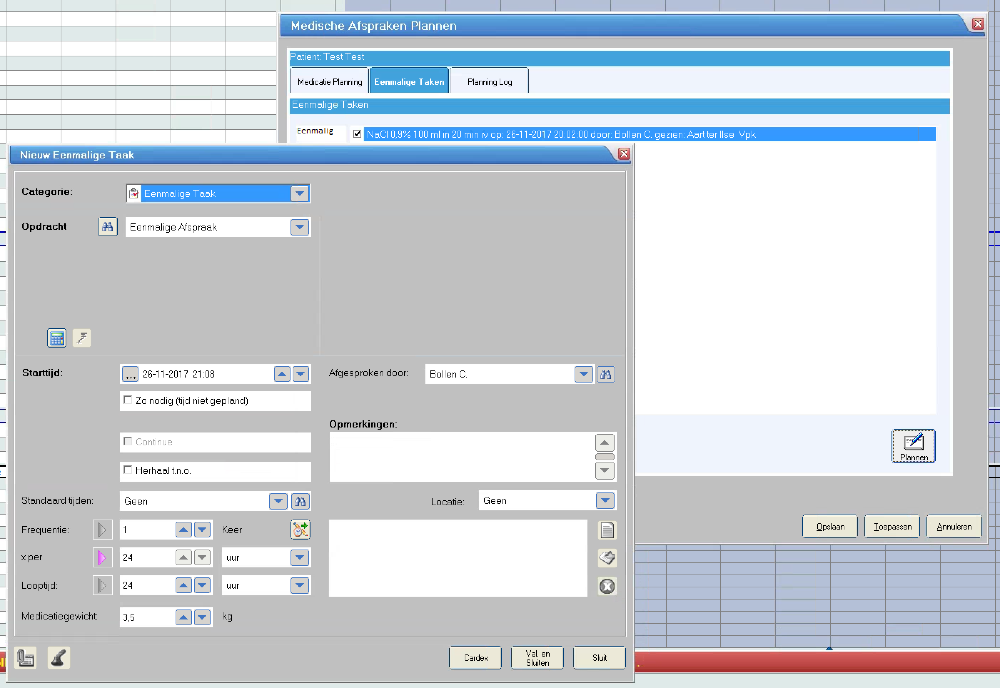 Medische Afspraken Plannen
Patient: Test Test
Medicatie Planning
Eenmalige Taken
Planning Log
Eenmalige Taken
Eenmalig
NaCl 0,9% 100 ml in 20 min iv op: 26-11-2017 20:02:00 door: Bollen C. gezien: Aart ter Ilse Vpk
Nieuw Eenmalige Taak
Categorie:
Eenmalige Taak
Opdracht
Eenmalige Afspraak
Starttijd:
... 26-11-2017 21:08
Afgesproken door:
Bollen C.
Zo nodig (tijd niet gepland)
Opmerkingen:
Continue
Herhaal t.n.o.
Plannen
Standaard tijden:
Geen
Locatie:
Geen
Frequentie:
1
Keer
x per
24
uur
Looptijd:
24
uur
Medicatiegewicht:
3,5
kg
Opslaan
Toepassen
Annuleren
Cardex
Val. en
Sluiten
Sluit